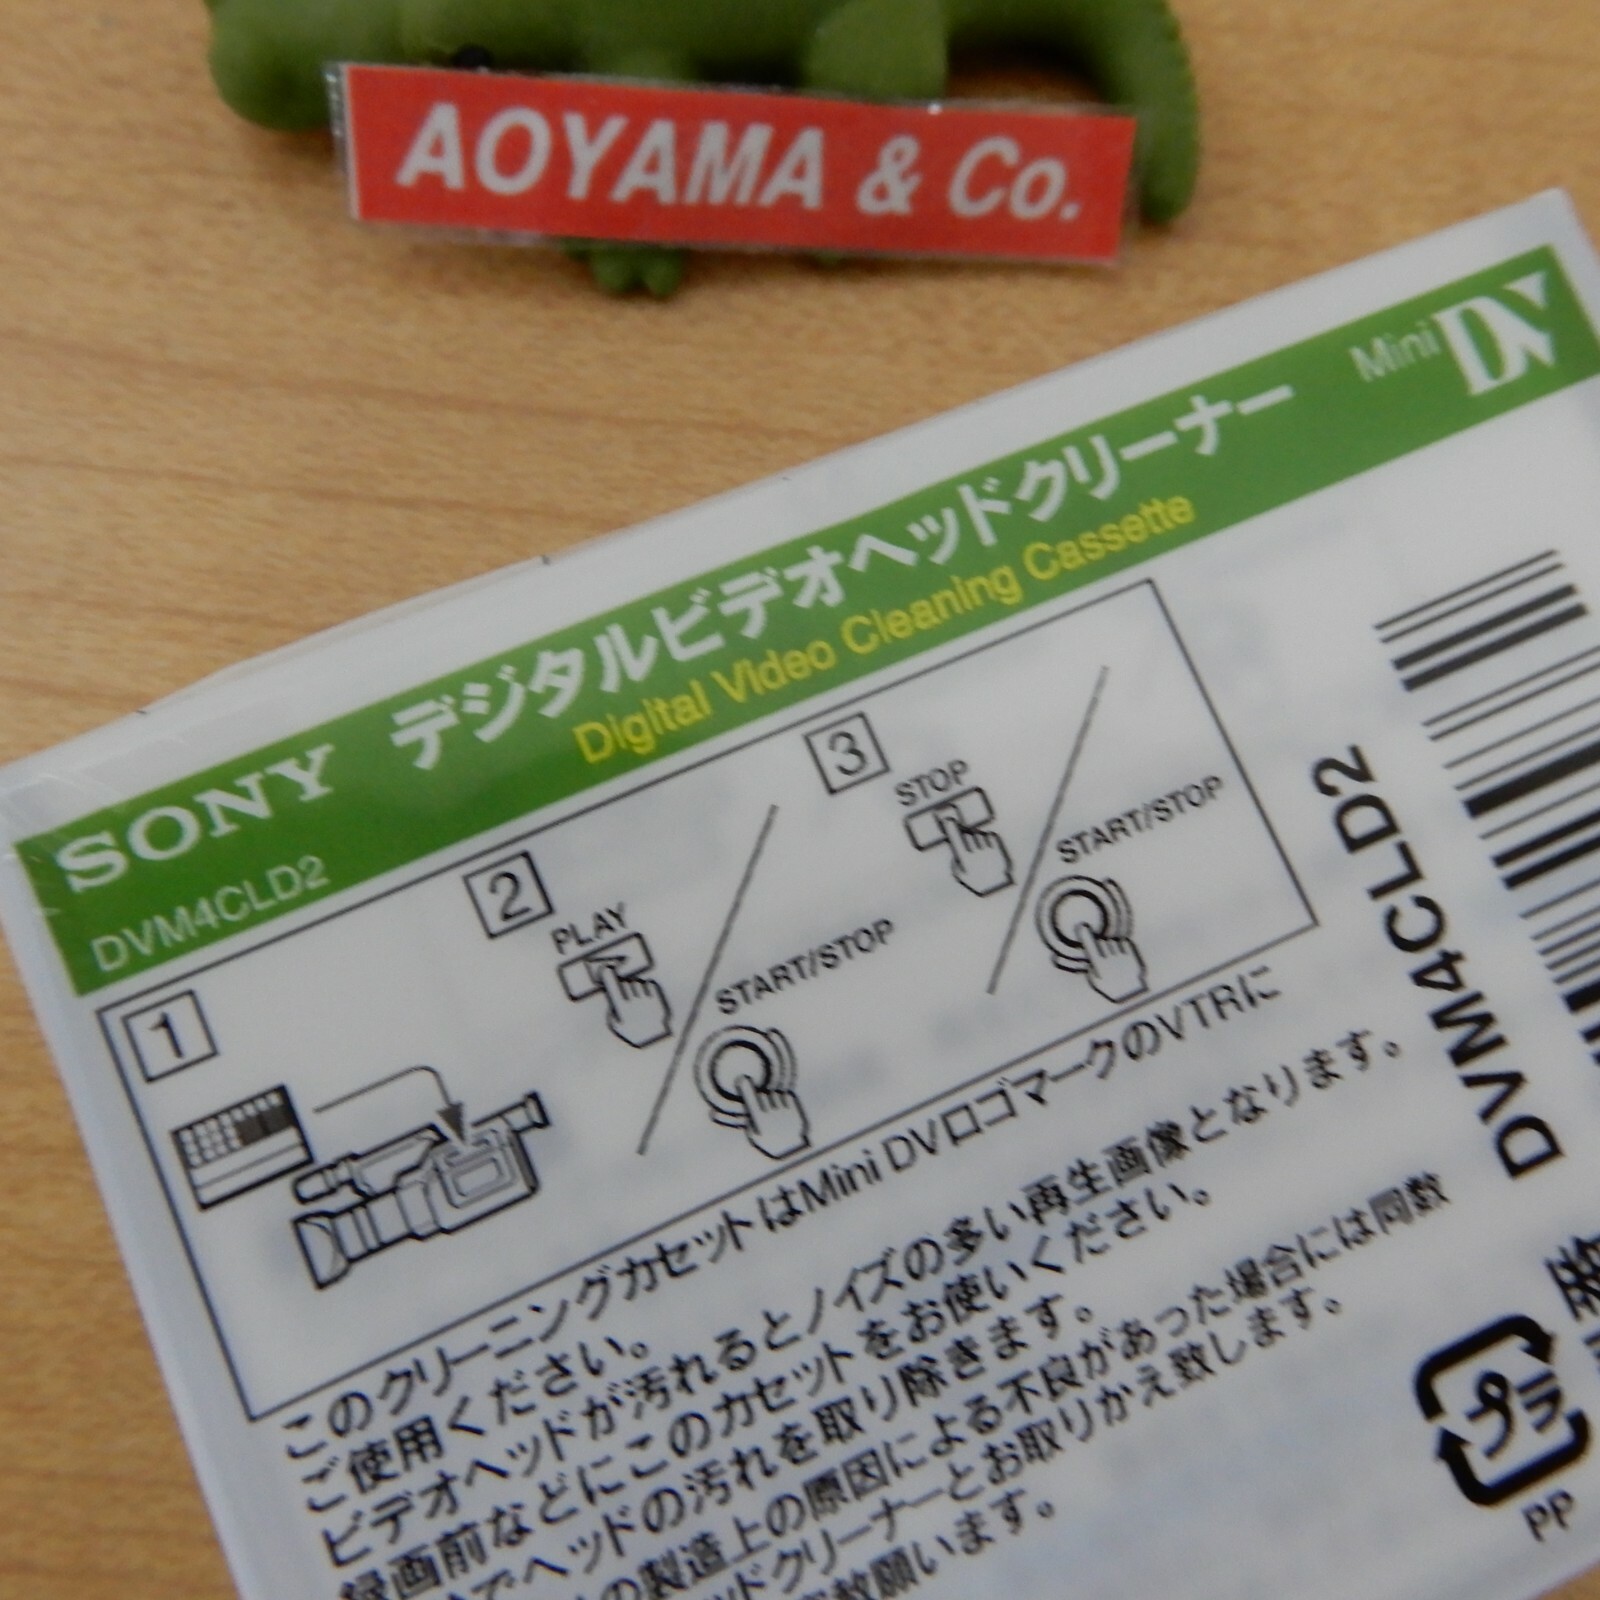 AOYAMA & Co.
Mini DV
SONY デジタルビデオヘッドクリーナー
Digital Video Cleaning Cassette
DVM4CLD2
1
2
PLAY
START/STOP
3
STOP
START/STOP
DVM4CLD2
このクリーニングカセットはMini DVロゴマークのVTRに
ご使用ください。
ビデオヘッドが汚れるとノイズの多い再生画像となります。
録画前などにこのカセットをお使いください。
でヘッドの汚れを取り除きます。
の製造上の原因による不良があった場合には同数
ッドクリーナーとお取りかえ致します。
願います。
プラ
PP